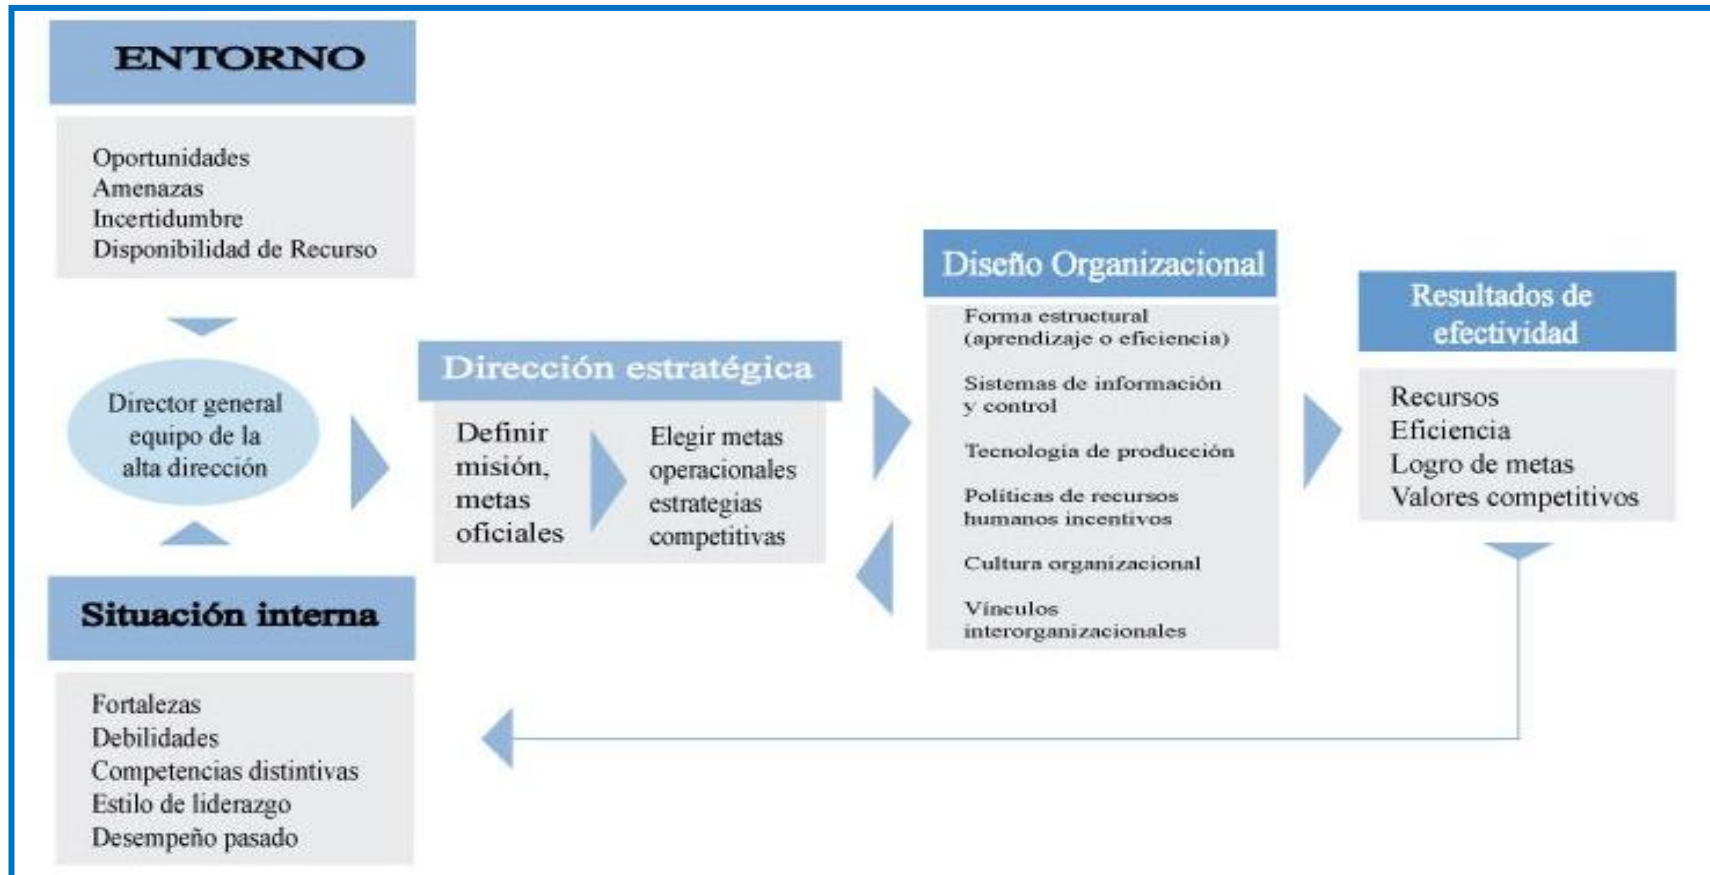 ENTORNO
Oportunidades
Amenazas
Incertidumbre
Disponibilidad de Recurso
Director general
equipo de la
alta dirección
Situación interna
Fortalezas
Debilidades
Competencias distintivas
Estilo de liderazgo
Desempeño pasado
Dirección estratégica
Definir
misión,
metas
oficiales
Elegir metas
operacionales
estrategias
competitivas
Diseño Organizacional
Forma estructural
(aprendizaje o eficiencia)
Sistemas de información
y control
Tecnología de producción
Políticas de recursos
humanos incentivos
Cultura organizacional
Vínculos
interorganizacionales
Resultados de
efectividad
Recursos
Eficiencia
Logro de metas
Valores competitivos